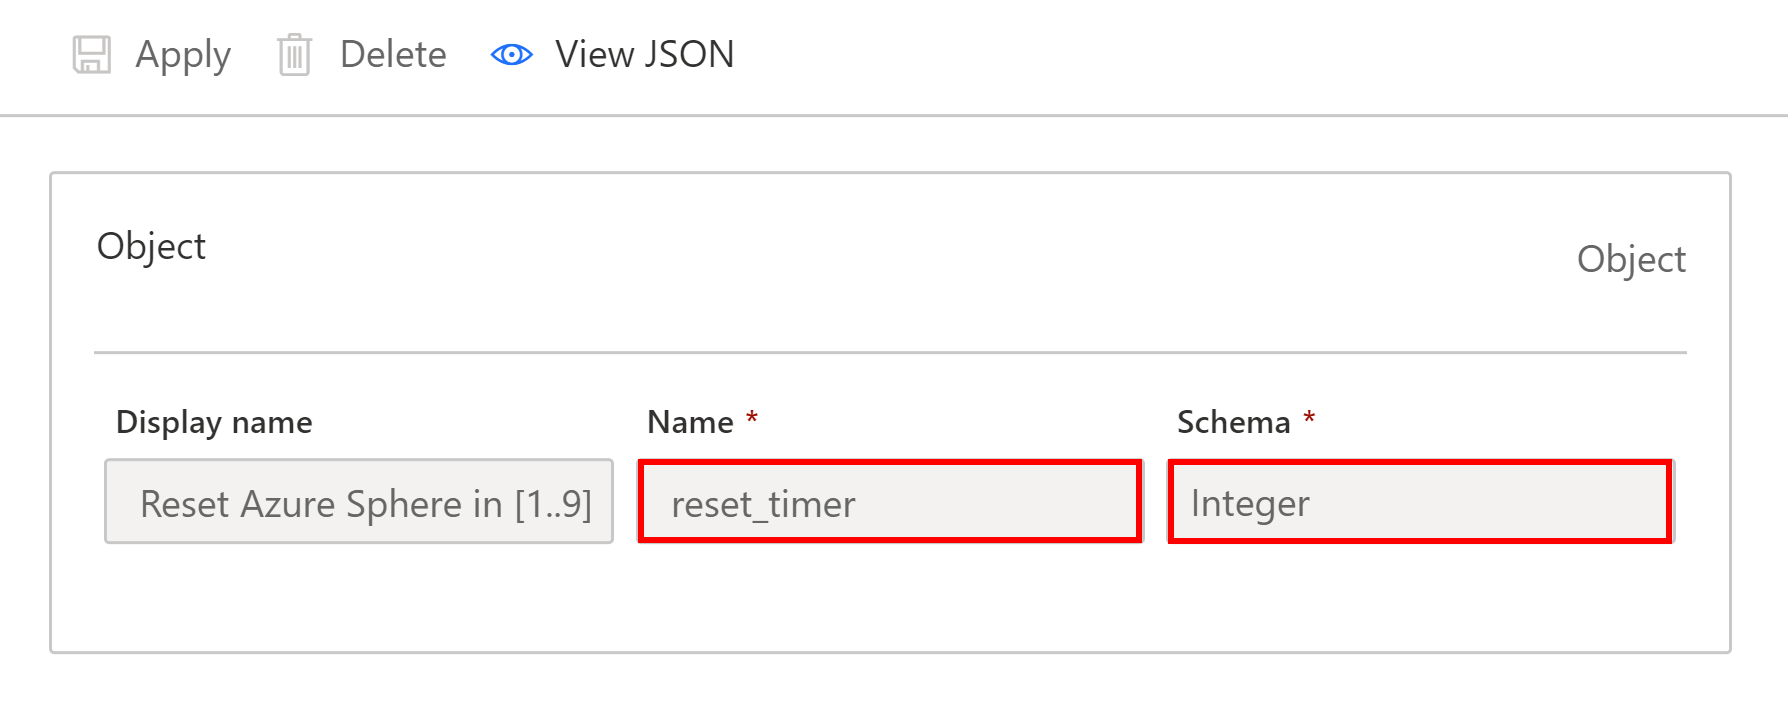 Apply Delete View JSON
Object
Object
Display name Name * Schema *
Reset Azure Sphere in [1..9] reset_timer Integer